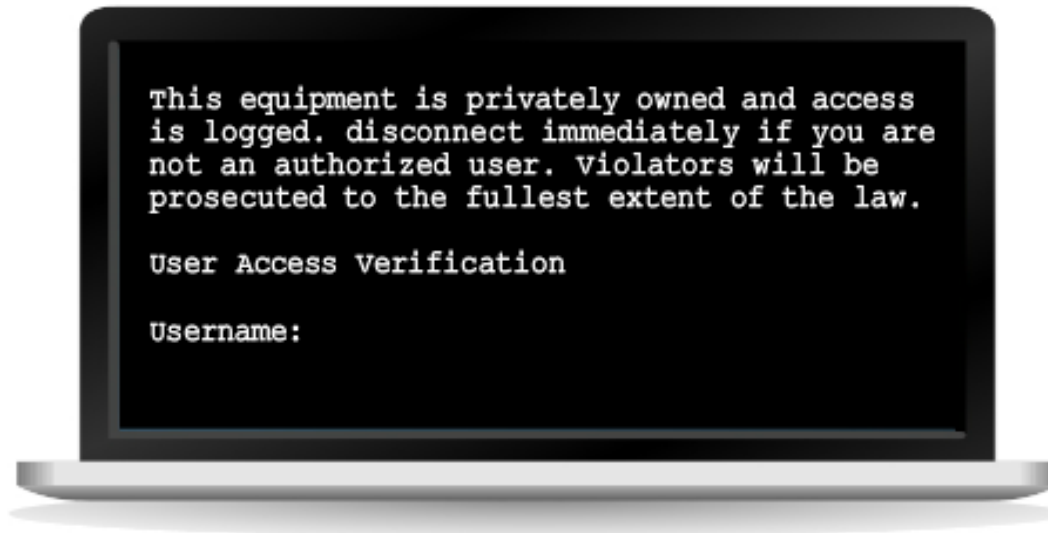 This equipment is privately owned and access
is logged. disconnect immediately if you are
not an authorized user. Violators will be
prosecuted to the fullest extent of the law.
User Access Verification
Username: